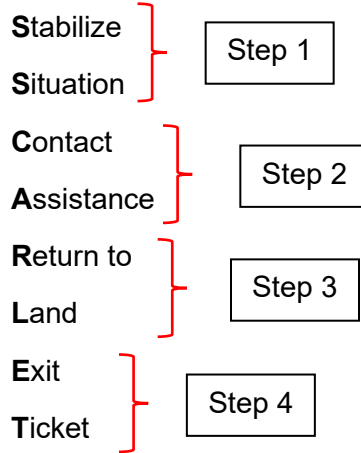 Stabilize
Situation
Step 1
Contact
Assistance
Step 2
Return to
Land
Step 3
Exit
Ticket
Step 4